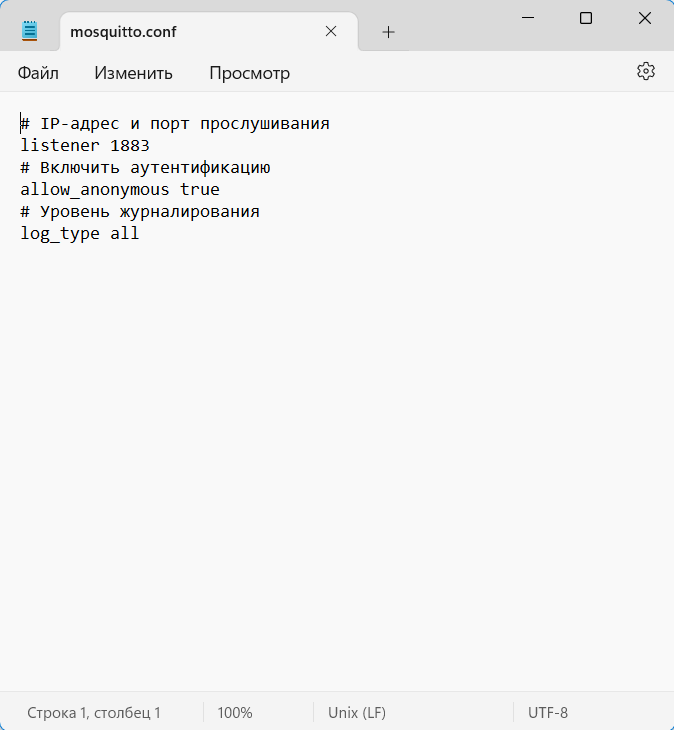 mosquitto.conf
Файл Изменить Просмотр
# IP-адрес и порт прослушивания
listener 1883
# Включить аутентификацию
allow_anonymous true
# Уровень журналирования
log_type all
Строка 1, столбец 1 100% Unix (LF) UTF-8